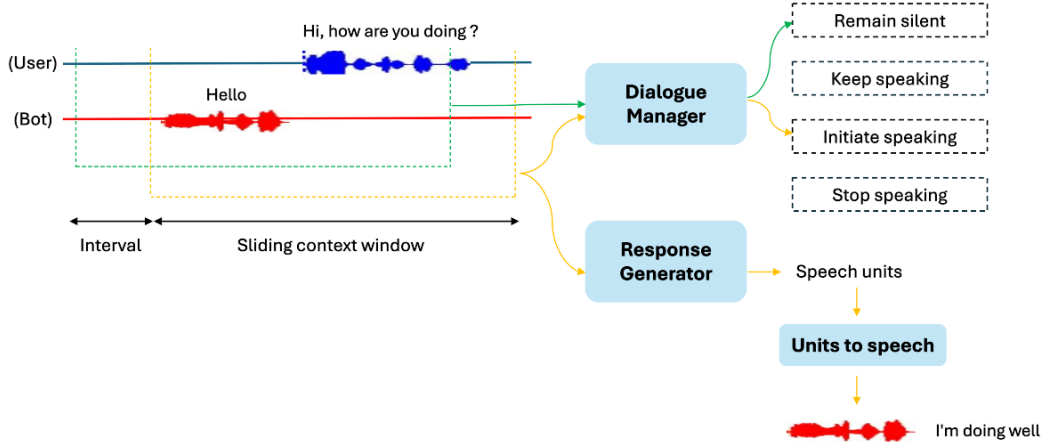 Hi, how are you doing ?
(User)
Hello
(Bot)
Interval
Sliding context window
Dialogue
Manager
Remain silent
Keep speaking
Initiate speaking
Stop speaking
Response
Generator
Speech units
Units to speech
I'm doing well